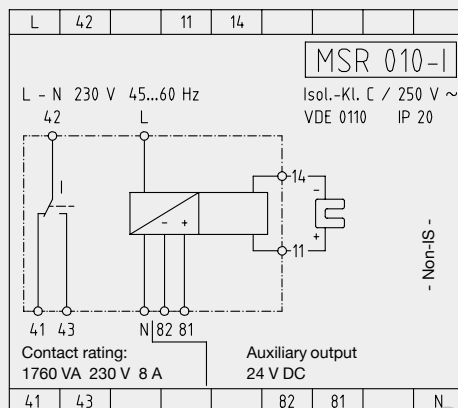 L 42 11 14
MSR 010-I
L - N 230 V 45...60 Hz
Isol.-Kl. C / 250 V ~
VDE 0110 IP 20
42 L
I
14
-
- +
+
11
- Non-IS -
41 43 N 82 81
Contact rating:
1760 VA 230 V 8 A
Auxiliary output
24 V DC
41 43 82 81 N